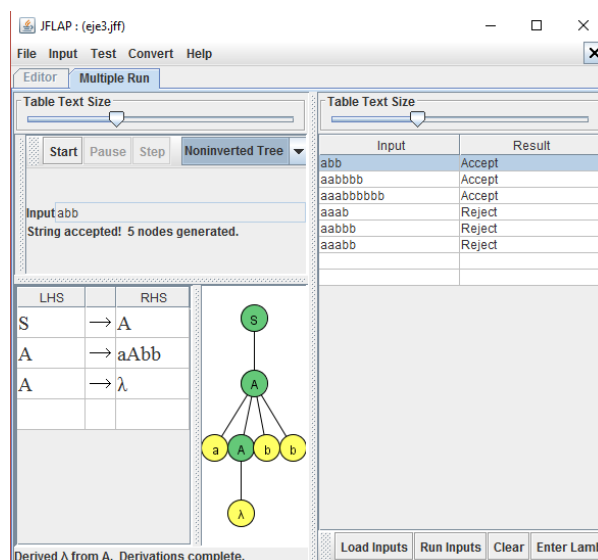 JFLAP : (eje3.jff)
File Input Test Convert Help
Editor Multiple Run
Table Text Size
Start Pause Step Noninverted Tree
Input abb
String accepted! 5 nodes generated.
LHS RHS
S → A
A → aAbb
A → λ
S
A
a A b b
λ
Derived λ from A. Derivations complete.
Table Text Size
Input Result
abb Accept
aabbbb Accept
aaabbbbbb Accept
aaab Reject
aabbb Reject
aaabb Reject
Load Inputs Run Inputs Clear Enter Lam